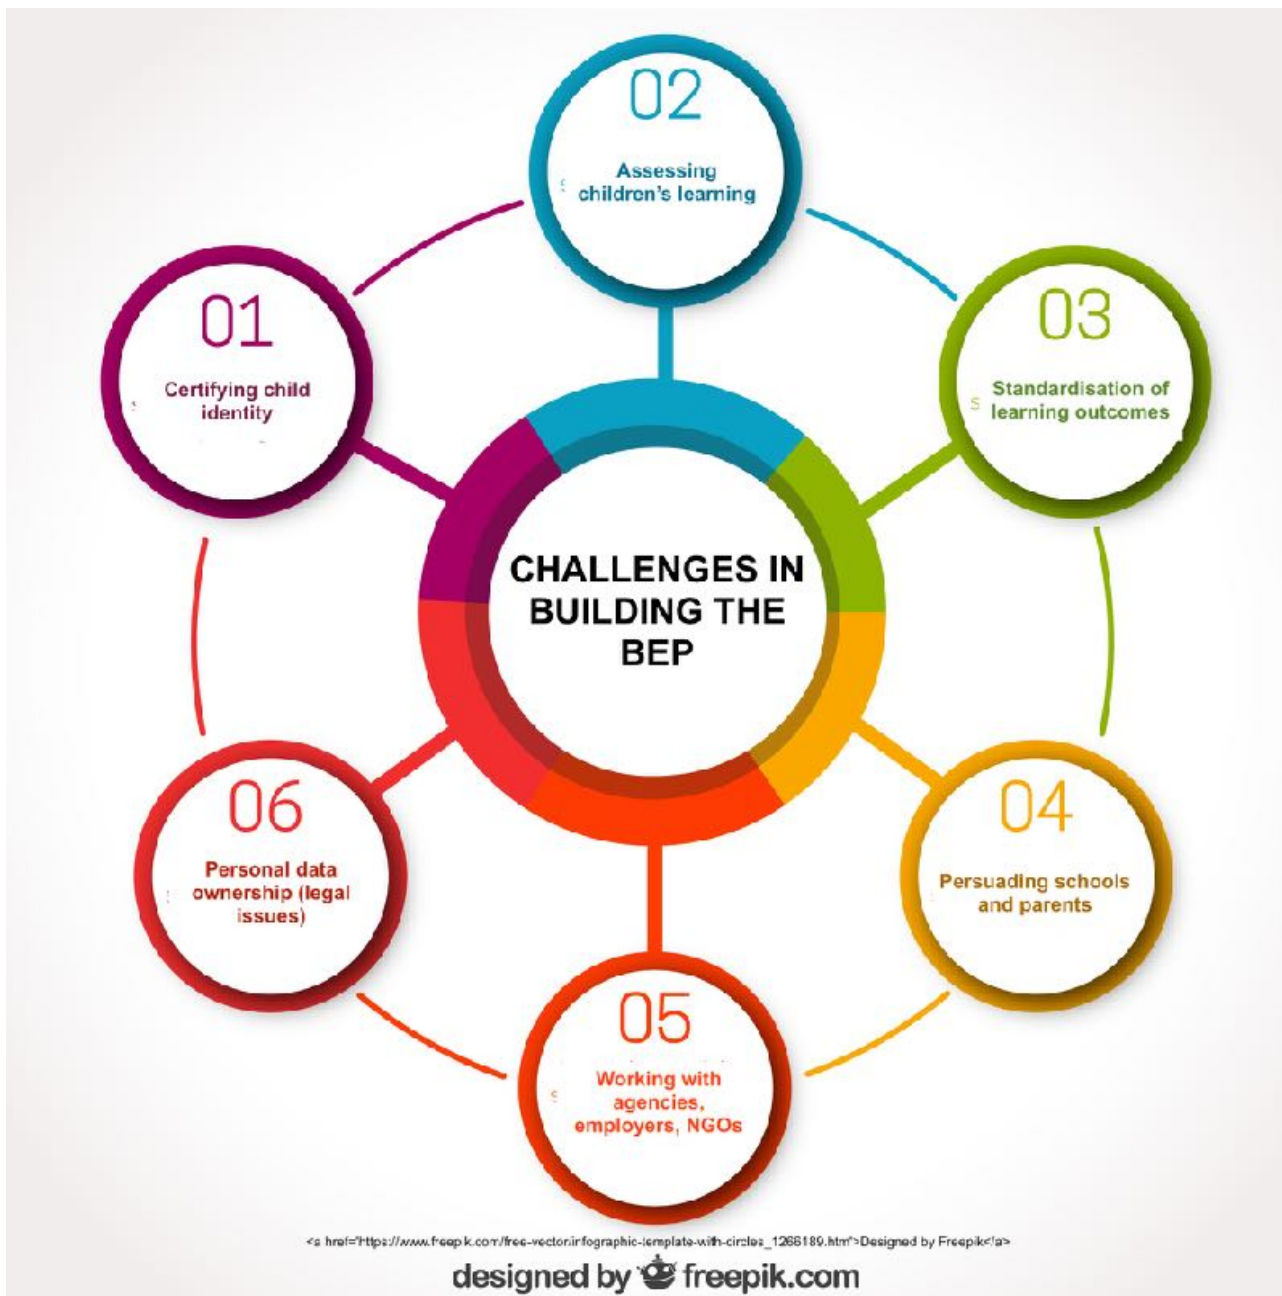 02
Assessing
children's learning
01
Certifying child
identity
03
Standardisation of
learning outcomes
CHALLENGES IN
BUILDING THE
BEP
06
Personal data
ownership (legal
issues)
04
Persuading schools
and parents
05
Working with
agencies,
employers, NGOs
<a href="https://www.freepik.com/free-vector/infographic-template-with-circles_1266189.htm">Designed by Freepik</a>
designed by freepik.com